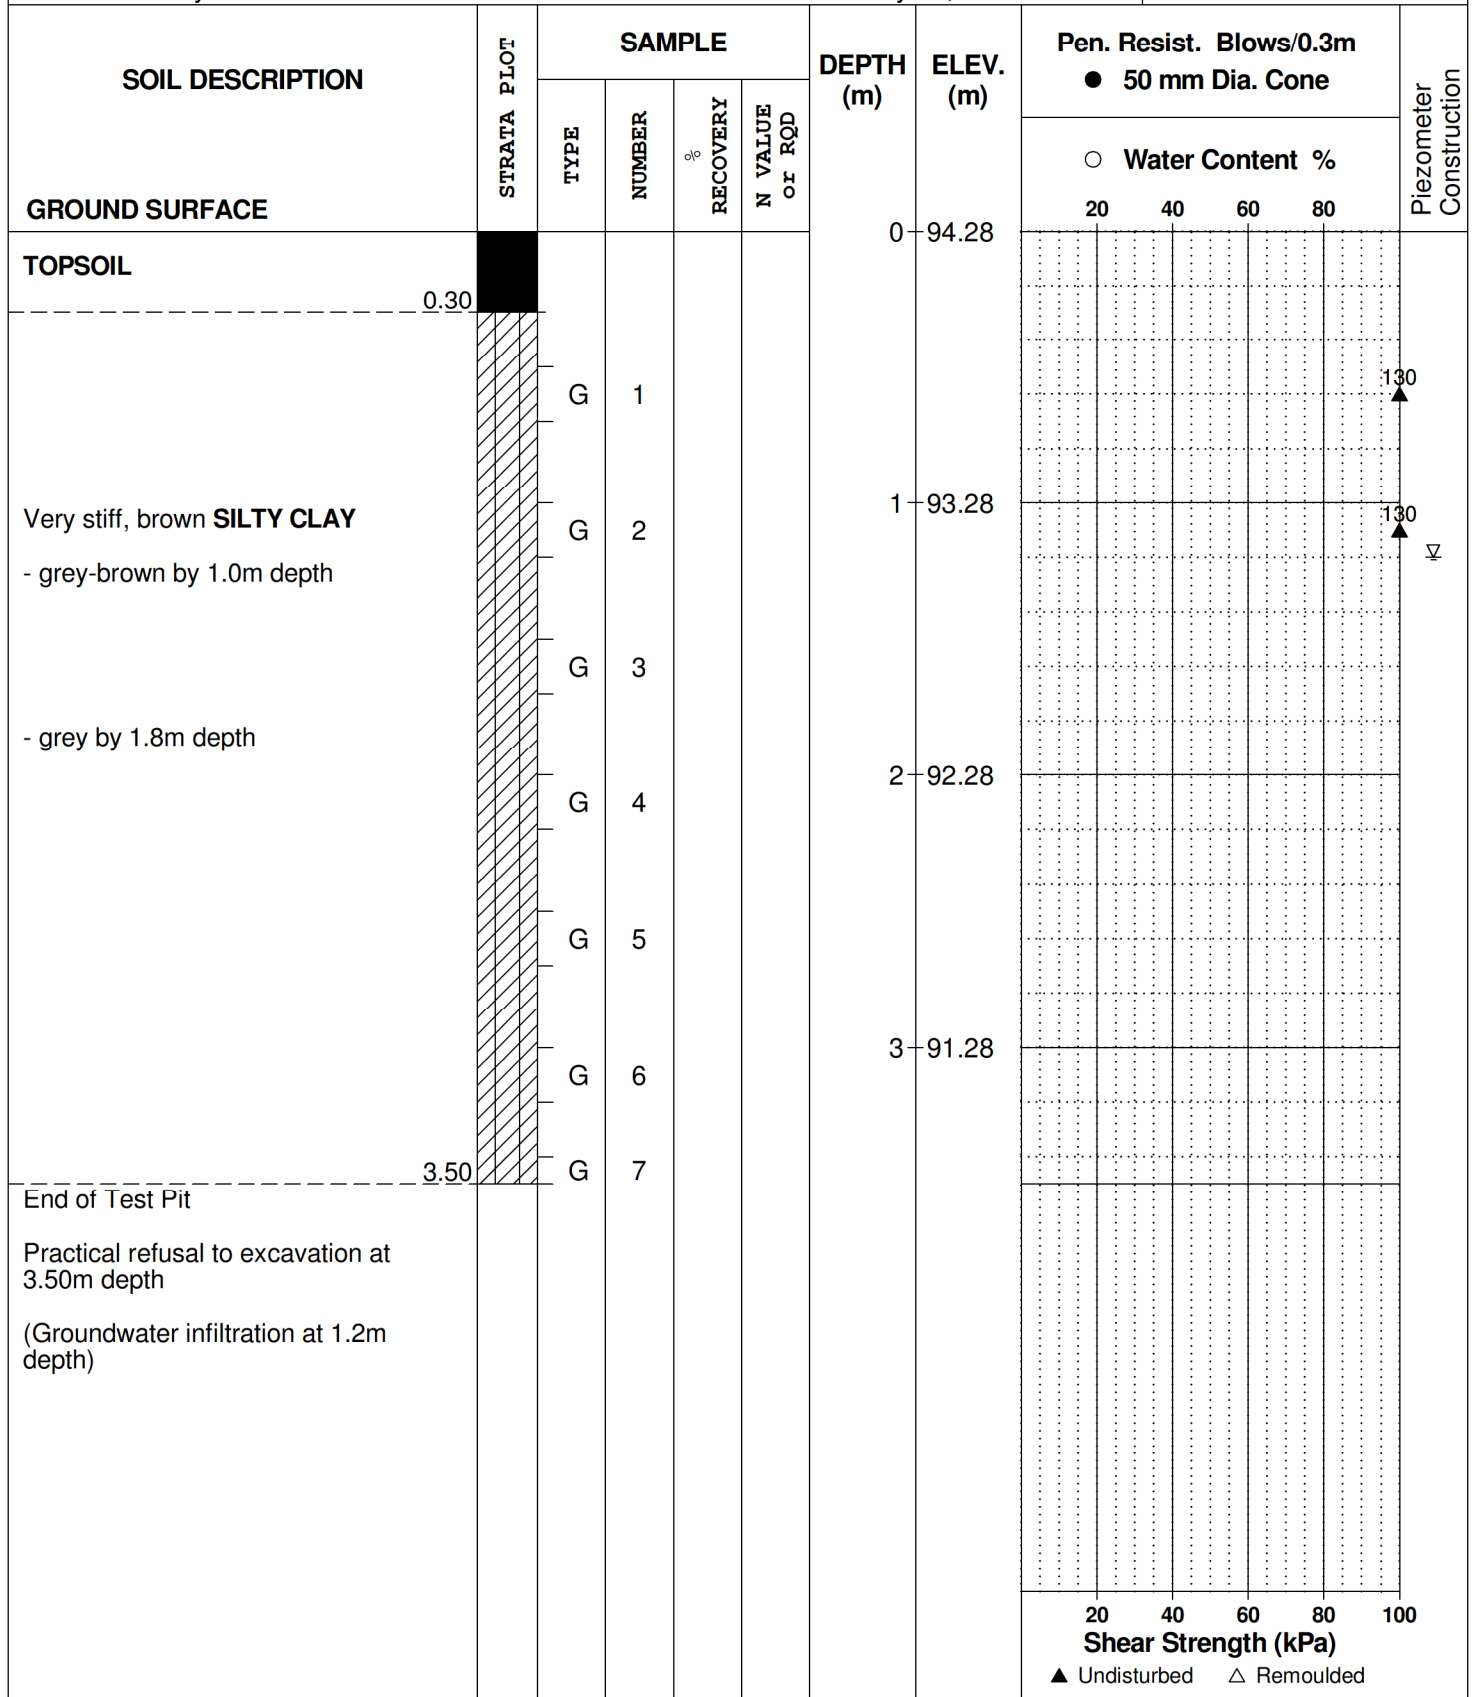 SOIL DESCRIPTION
GROUND SURFACE
STRATA PLOT
SAMPLE
TYPE
NUMBER
%
RECOVERY
N VALUE
or RQD
DEPTH
(m)
ELEV.
(m)
Pen. Resist. Blows/0.3m
● 50 mm Dia. Cone
○ Water Content %
20 40 60 80
Piezometer
Construction
0 94.28
TOPSOIL
0.30
130
G 1
1 93.28
130
Very stiff, brown SILTY CLAY
G 2
- grey-brown by 1.0m depth
G 3
- grey by 1.8m depth
2 92.28
G 4
G 5
3 91.28
G 6
3.50
G 7
End of Test Pit
Practical refusal to excavation at
3.50m depth
(Groundwater infiltration at 1.2m
depth)
20 40 60 80 100
Shear Strength (kPa)
▲ Undisturbed △ Remoulded